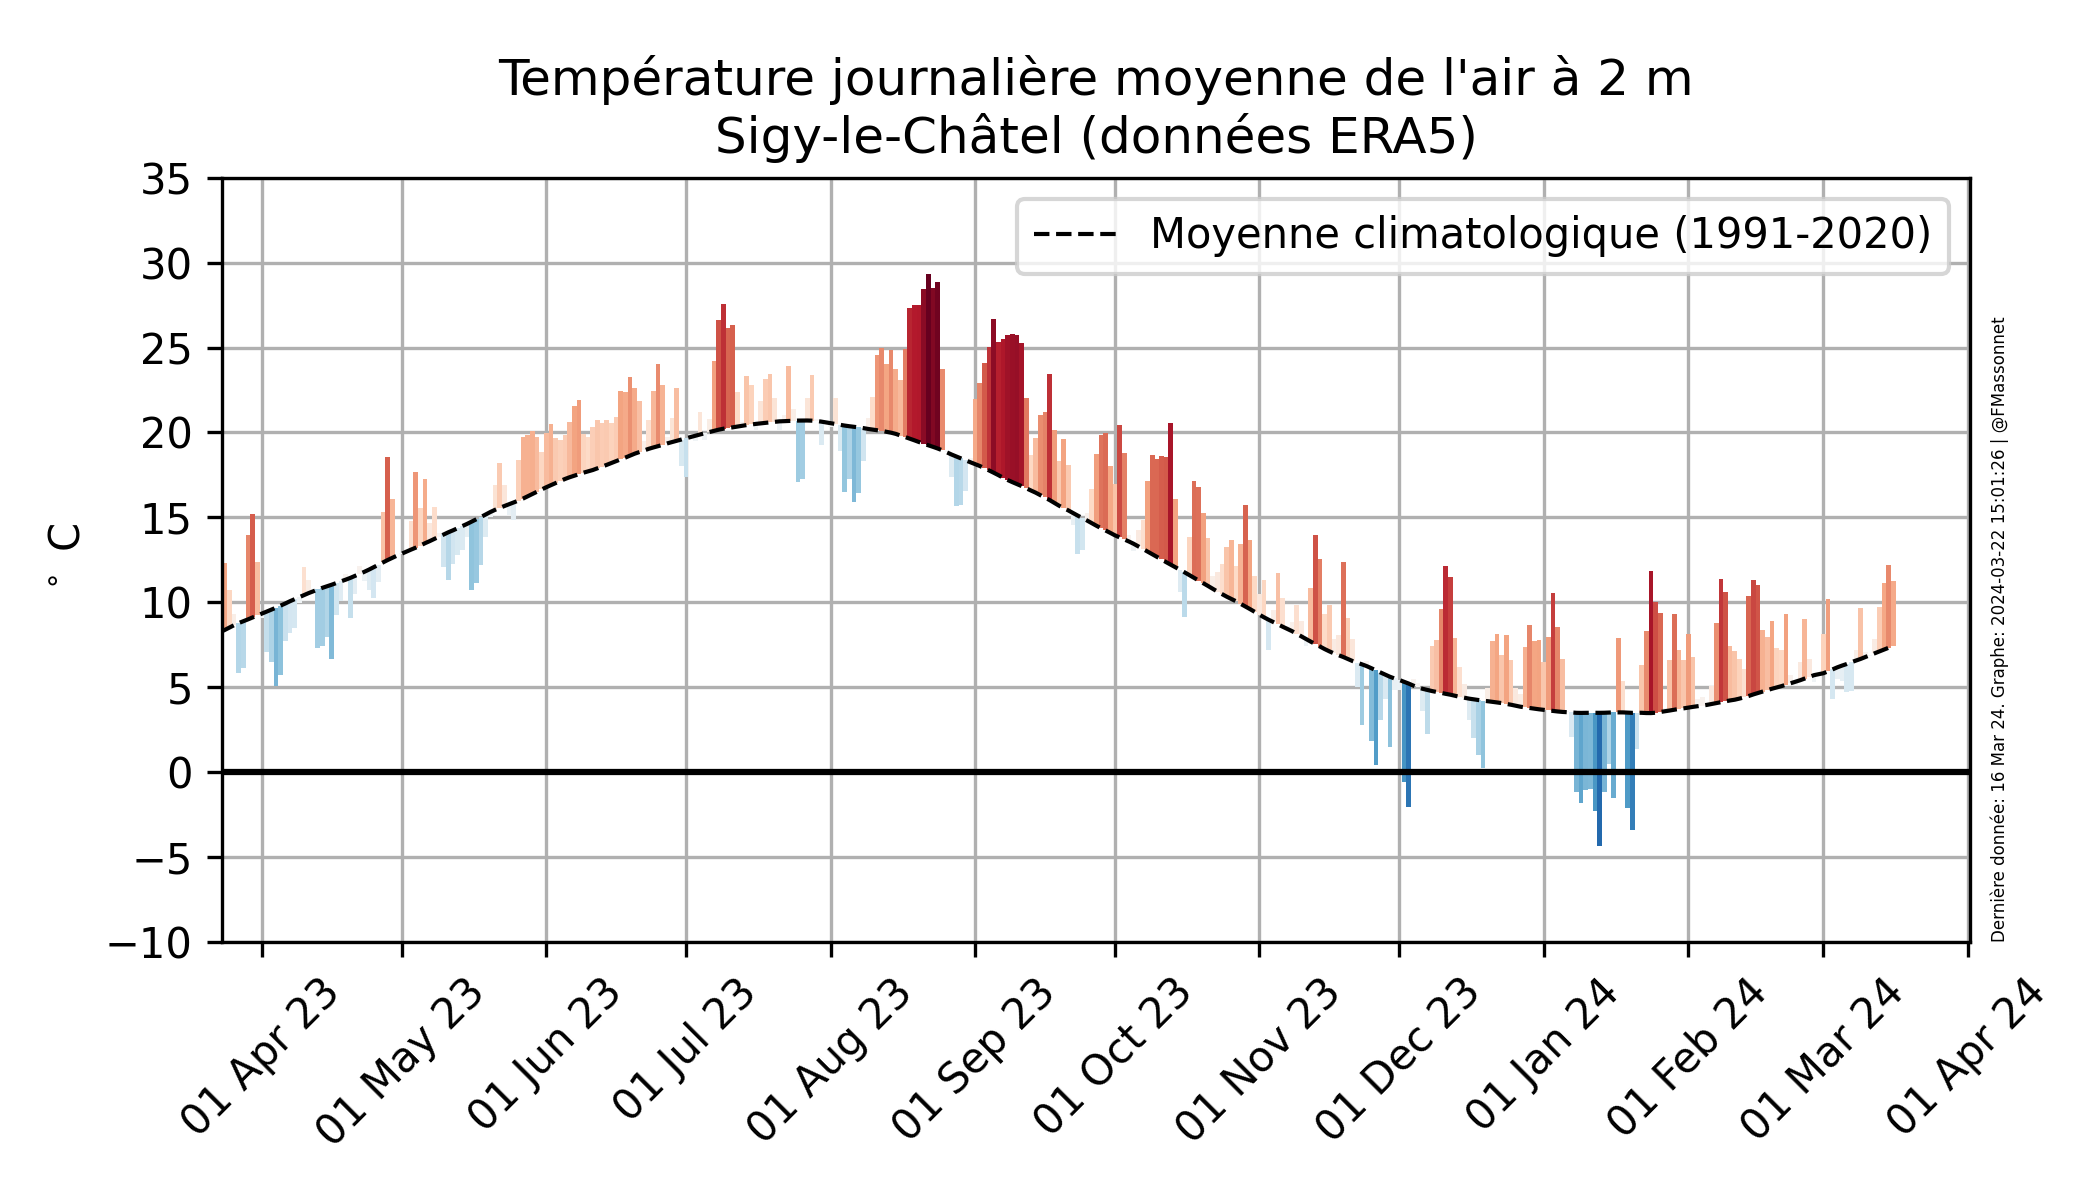 Température journalière moyenne de l'air à 2 m
Sigy-le-Châtel (données ERA5)
Moyenne climatologique (1991-2020)
° C
35
30
25
20
15
10
5
0
−5
−10
01 Apr 23
01 May 23
01 Jun 23
01 Jul 23
01 Aug 23
01 Sep 23
01 Oct 23
01 Nov 23
01 Dec 23
01 Jan 24
01 Feb 24
01 Mar 24
01 Apr 24
Dernière donnée: 16 Mar 24. Graphe: 2024-03-22 15:01:26 | @FMassonnet